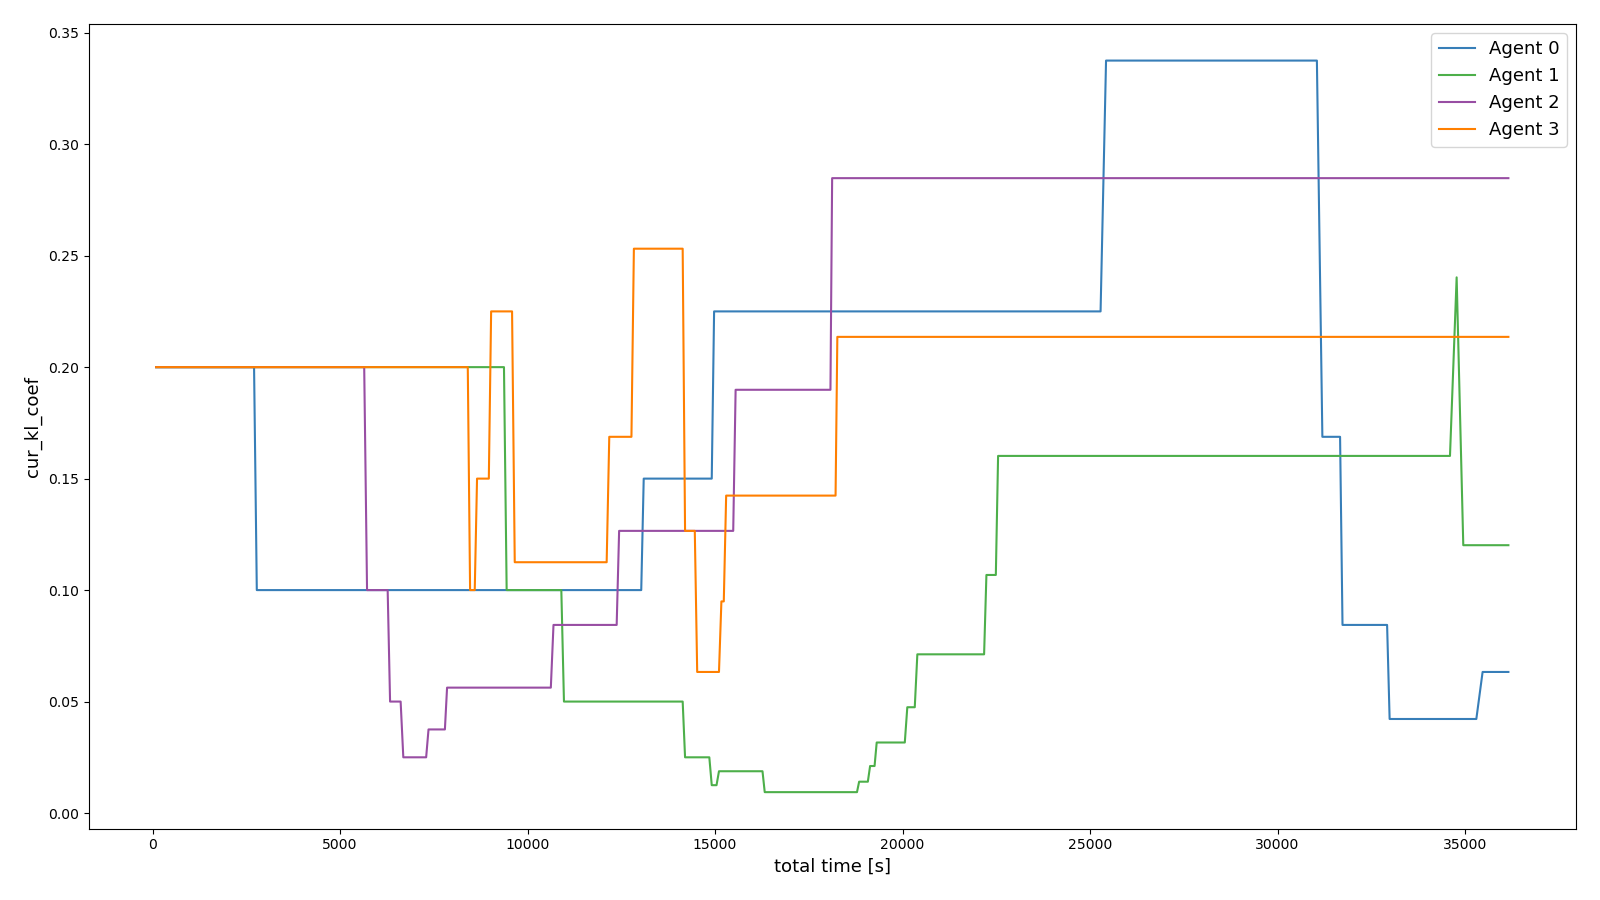 0.35
0.30
0.25
0.20
0.15
0.10
0.05
0.00
cur_kl_coef
0 5000 10000 15000 20000 25000 30000 35000
total time [s]
Agent 0
Agent 1
Agent 2
Agent 3